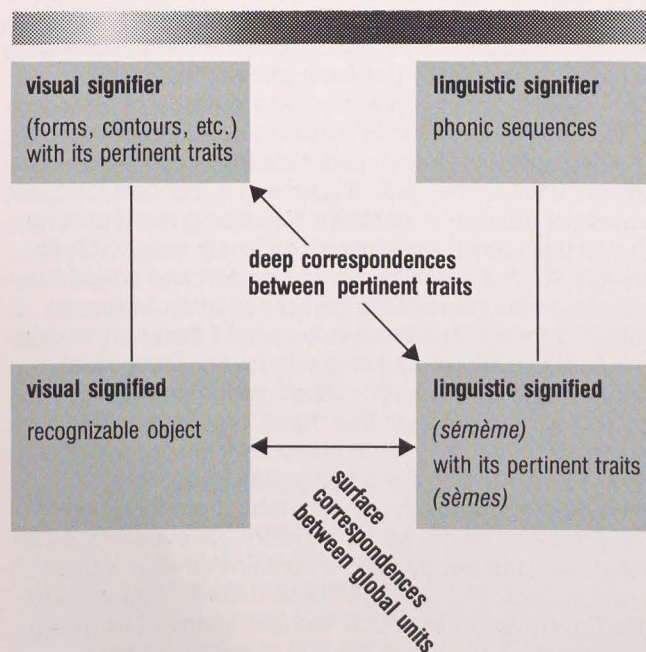 visual signifier
(forms, contours, etc.)
with its pertinent traits
linguistic signifier
phonic sequences
deep correspondences
between pertinent traits
visual signified
recognizable object
linguistic signified
(sémème)
with its pertinent traits
(sèmes)
surface
correspondences
between global units